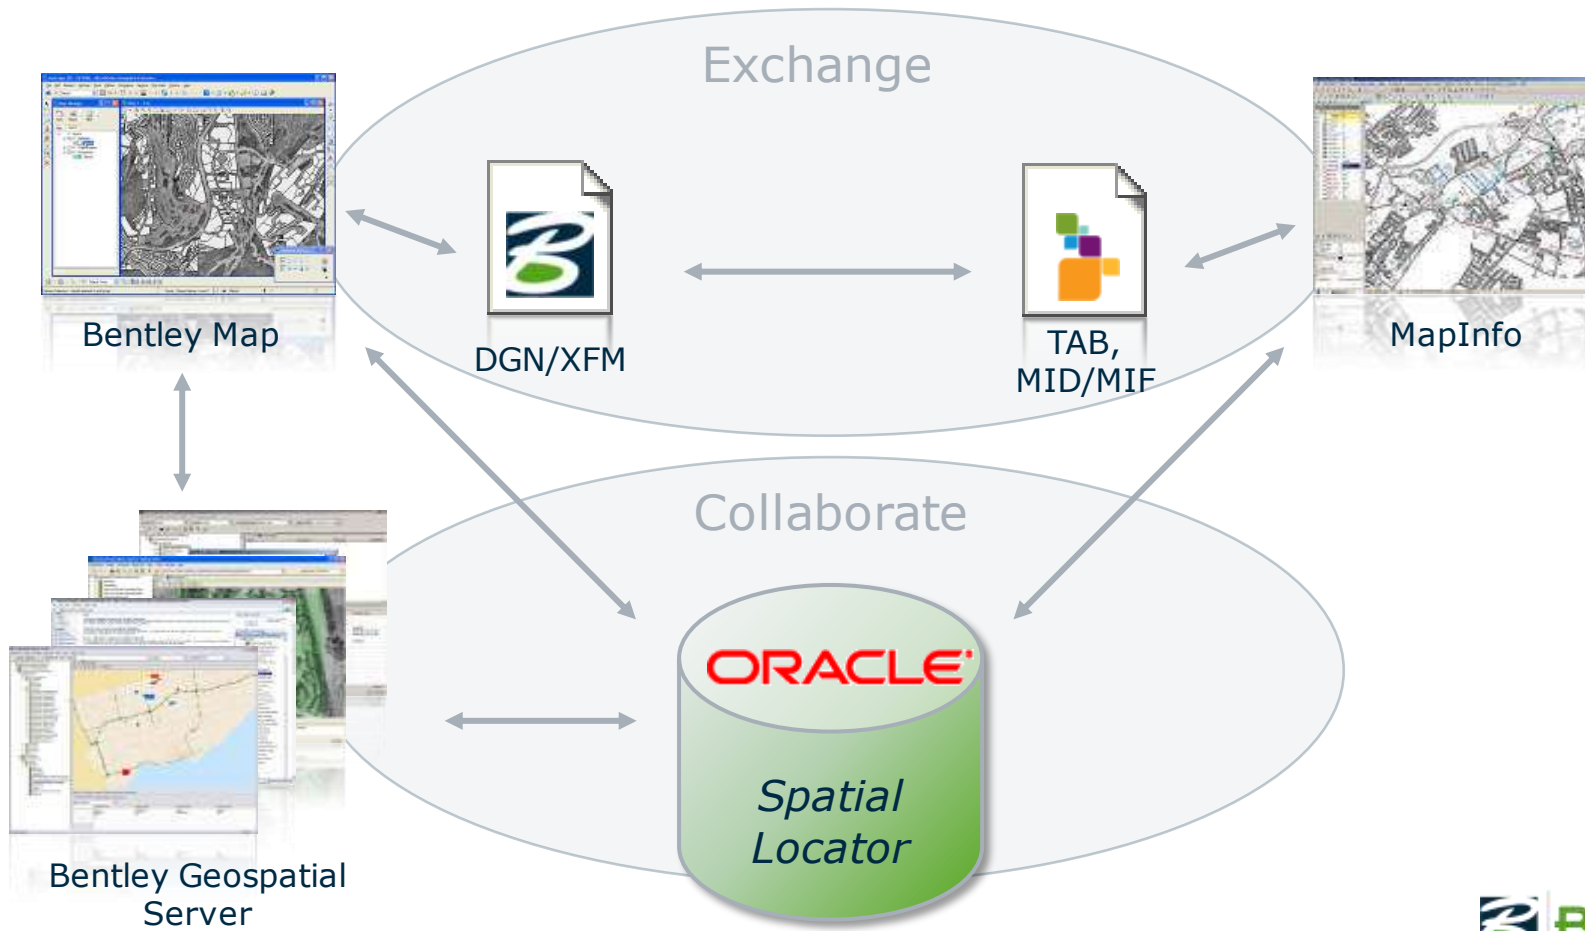 Exchange
Bentley Map
DGN/XFM
TAB,
MID/MIF
MapInfo
Collaborate
ORACLE
Spatial
Locator
Bentley Geospatial
Server